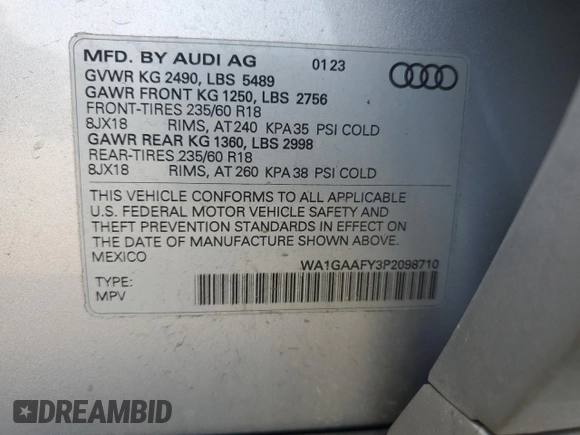 MFD. BY AUDI AG 01 23
GVWR KG 2490, LBS 5489
GAWR FRONT KG 1250, LBS 2756
FRONT-TIRES 235/60 R18
8JX18 RIMS, AT 240 KPA 35 PSI COLD
GAWR REAR KG 1360, LBS 2998
REAR-TIRES 235/60 R18
8JX18 RIMS, AT 260 KPA 38 PSI COLD
THIS VEHICLE CONFORMS TO ALL APPLICABLE
U.S. FEDERAL MOTOR VEHICLE SAFETY AND
THEFT PREVENTION STANDARDS IN EFFECT ON
THE DATE OF MANUFACTURE SHOWN ABOVE.
MEXICO
WA1GAAFY3P2098710
TYPE:
MPV
DREAMBID